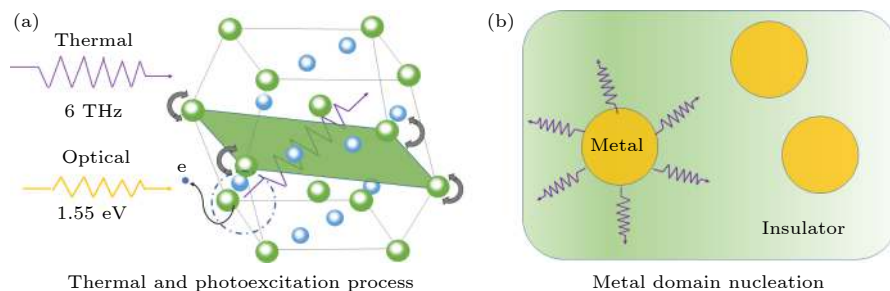 (a)
Thermal
6 THz
Optical
e
1.55 eV
Thermal and photoexcitation process
(b)
Metal
Insulator
Metal domain nucleation